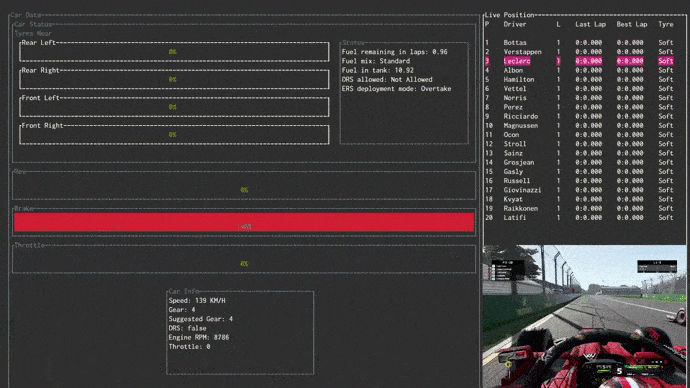 Car Data
Car Status
Tyres Wear
Rear Left
0%
Rear Right
0%
Front Left
0%
Front Right
0%
Status
Fuel remaining in laps: 0.96
Fuel mix: Standard
Fuel in tank: 10.92
DRS allowed: Not Allowed
ERS deployment mode: Overtake
Rev
0%
Brake
Throttle
0%
Car Info
Speed: 139 KM/H
Gear: 4
Suggested Gear: 4
DRS: false
Engine RPM: 8786
Throttle: 0
Live Position
P Driver L Last Lap Best Lap Tyre
1 Bottas 1 0:0.000 0:0.000 Soft
2 Verstappen 1 0:0.000 0:0.000 Soft
3 Leclerc 1 0:0.000 0:0.000 Soft
4 Albon 1 0:0.000 0:0.000 Soft
5 Hamilton 1 0:0.000 0:0.000 Soft
6 Vettel 1 0:0.000 0:0.000 Soft
7 Norris 1 0:0.000 0:0.000 Soft
8 Perez 1 0:0.000 0:0.000 Soft
9 Ricciardo 1 0:0.000 0:0.000 Soft
10 Magnussen 1 0:0.000 0:0.000 Soft
11 Ocon 1 0:0.000 0:0.000 Soft
12 Stroll 1 0:0.000 0:0.000 Soft
13 Sainz 1 0:0.000 0:0.000 Soft
14 Grosjean 1 0:0.000 0:0.000 Soft
15 Gasly 1 0:0.000 0:0.000 Soft
16 Russell 1 0:0.000 0:0.000 Soft
17 Giovinazzi 1 0:0.000 0:0.000 Soft
18 Kvyat 1 0:0.000 0:0.000 Soft
19 Raikkonen 1 0:0.000 0:0.000 Soft
20 Latifi 1 0:0.000 0:0.000 Soft
5